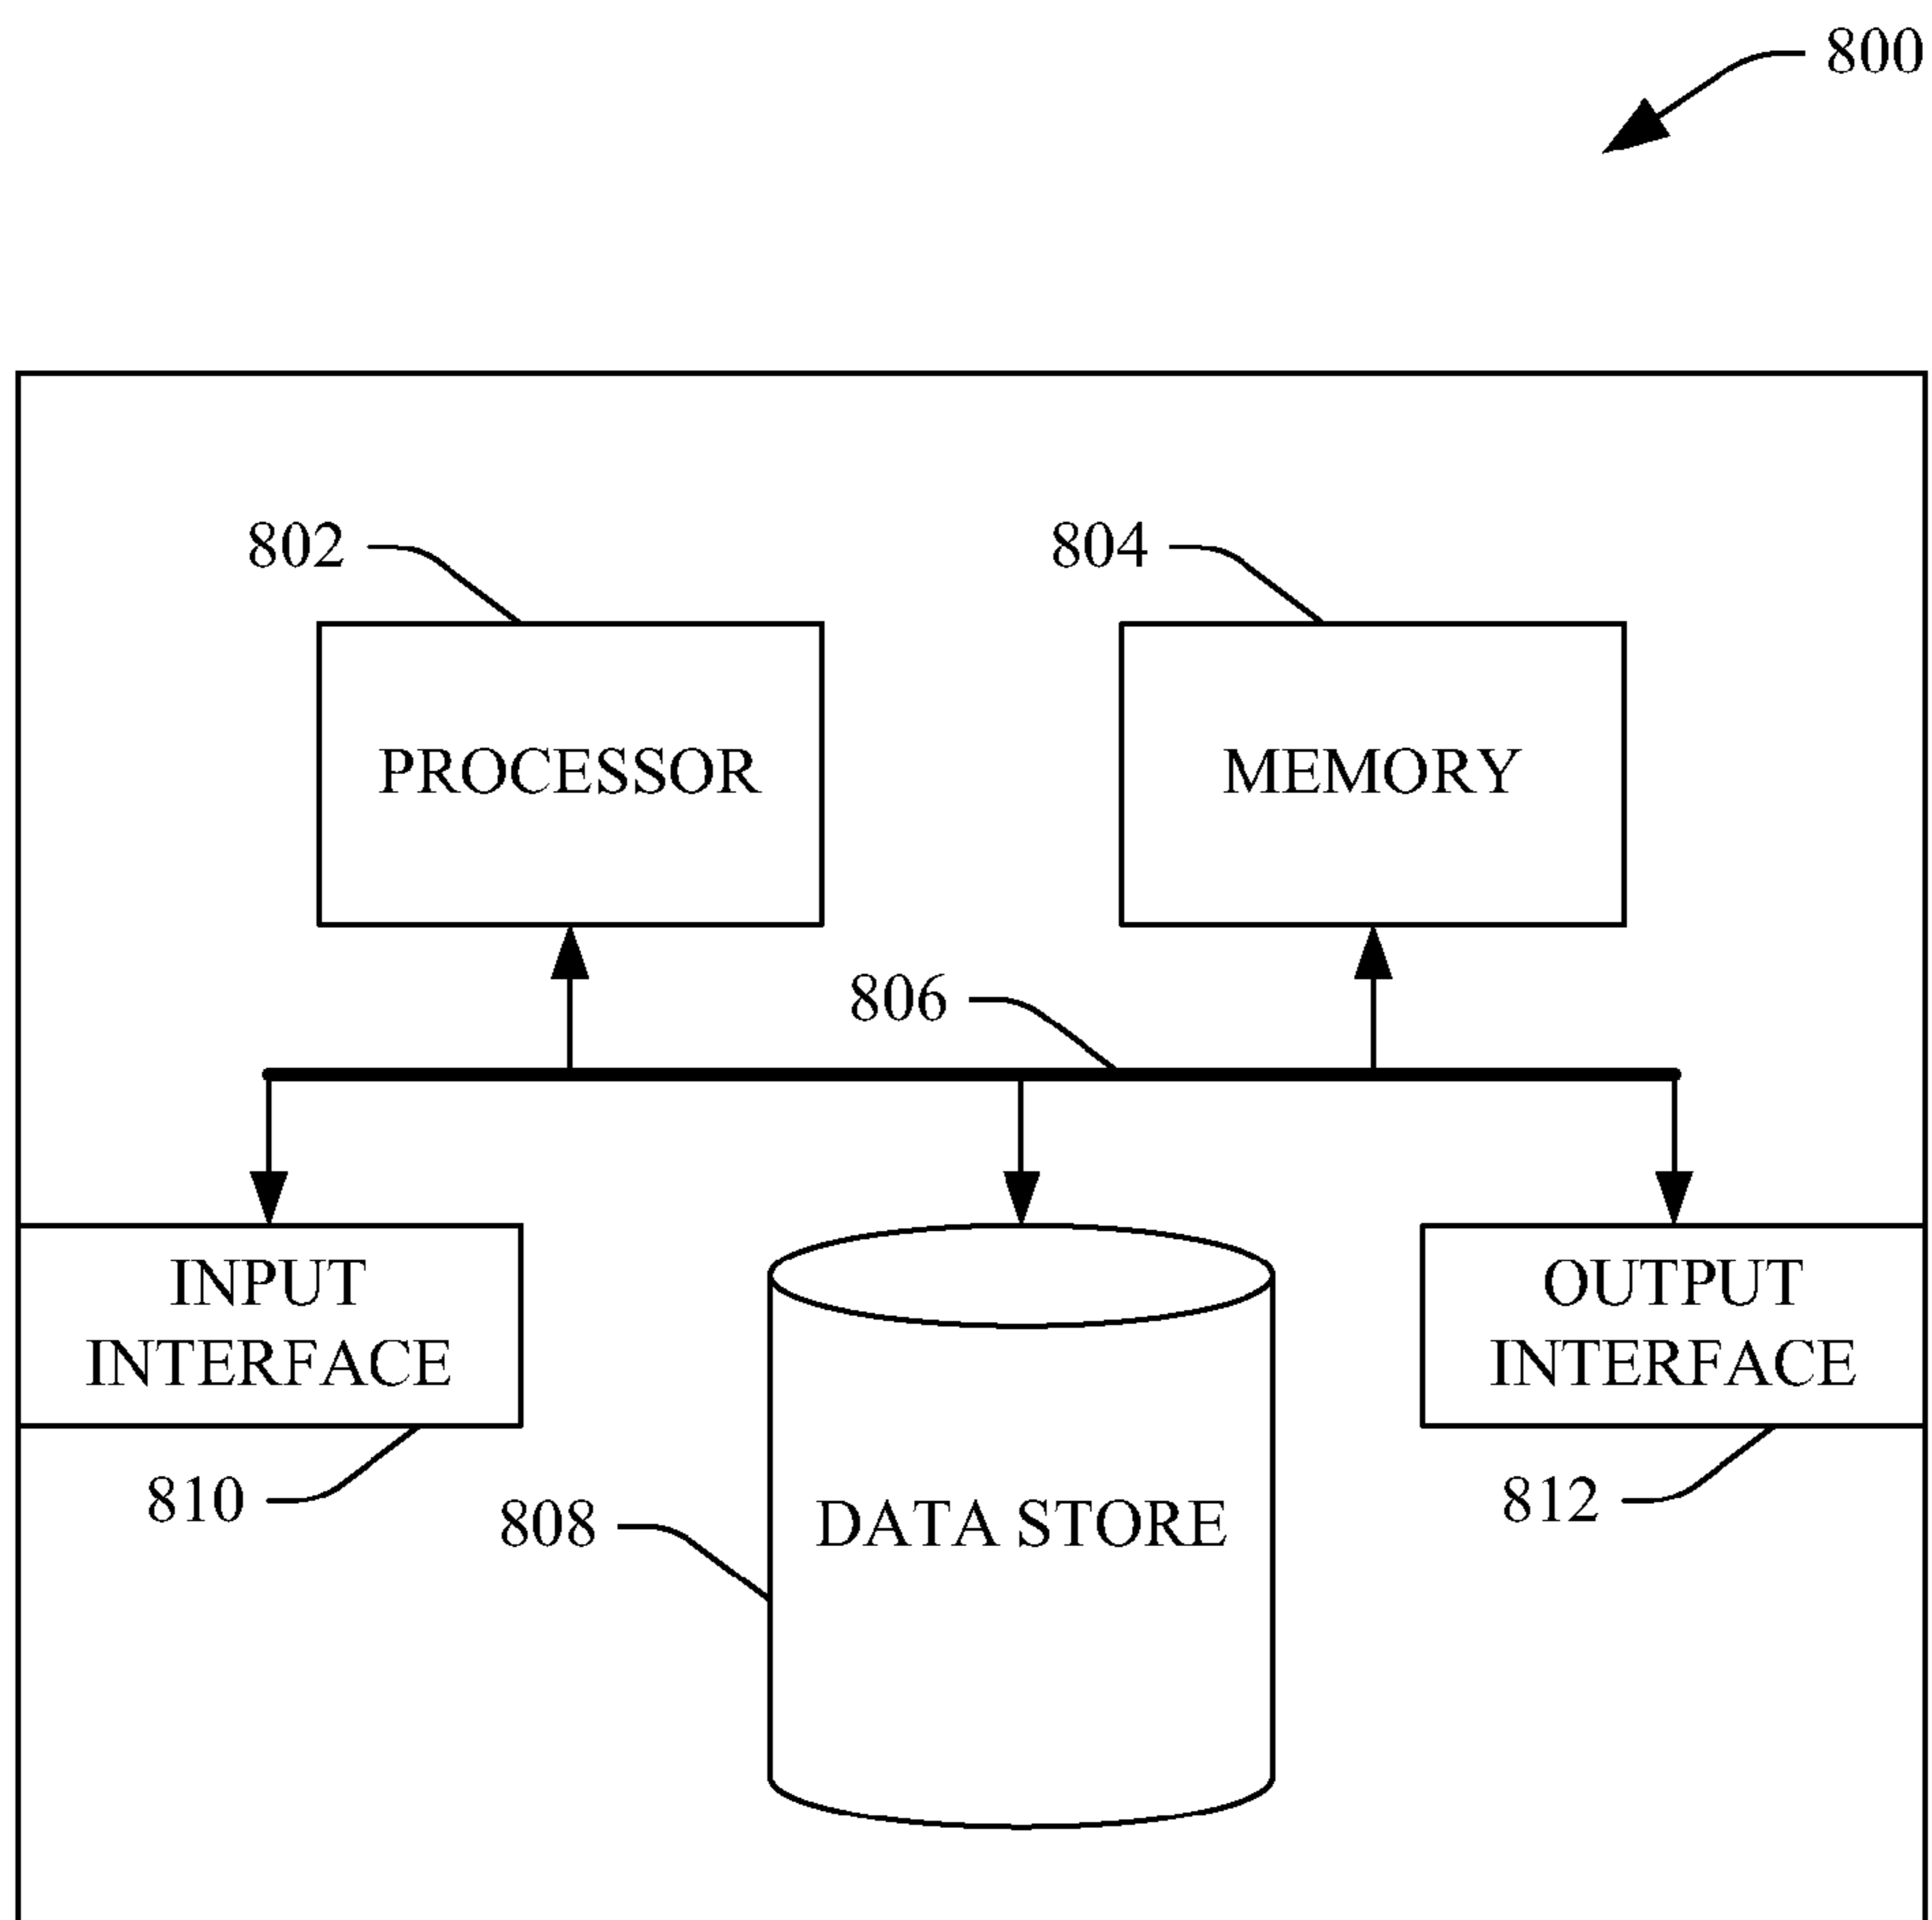 800
802
804
PROCESSOR
MEMORY
806
INPUT
INTERFACE
OUTPUT
INTERFACE
810
808
DATA STORE
812